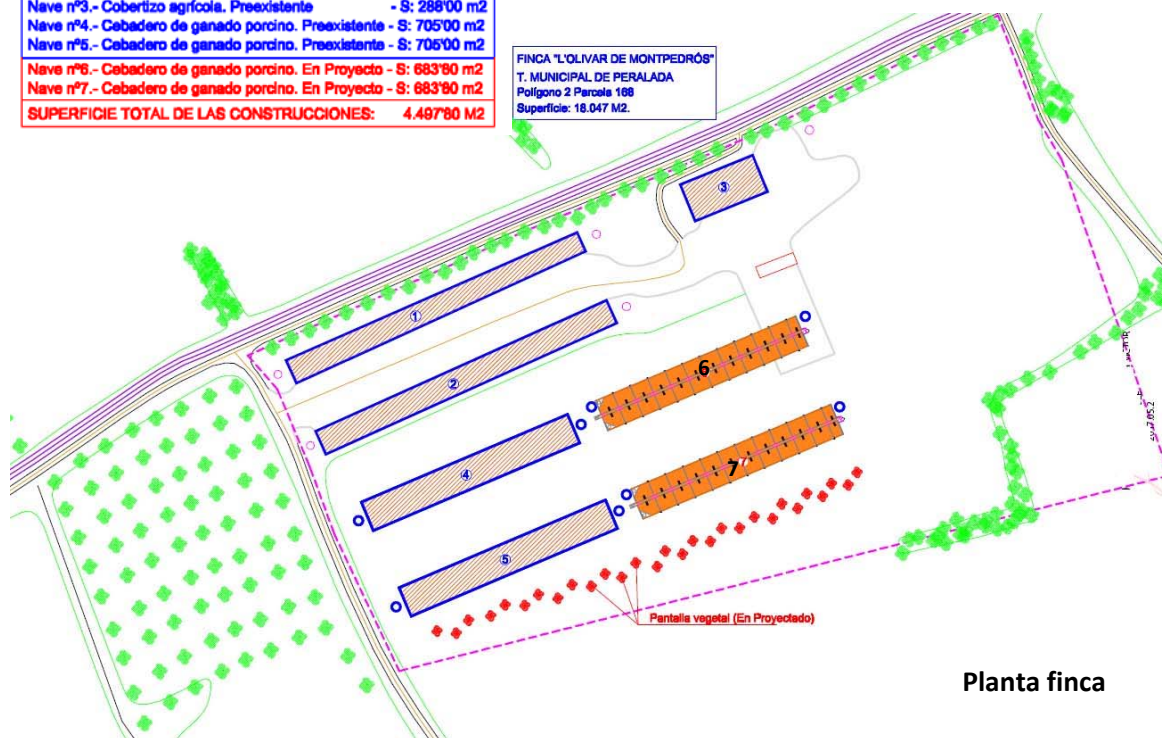 Nave nº3.- Cobertizo agrícola. Preexistente - S: 288'00 m2
Nave nº4.- Cebadero de ganado porcino. Preexistente - S: 705'00 m2
Nave nº5.- Cebadero de ganado porcino. Preexistente - S: 705'00 m2
Nave nº6.- Cebadero de ganado porcino. En Proyecto - S: 683'80 m2
Nave nº7.- Cebadero de ganado porcino. En Proyecto - S: 683'80 m2
SUPERFICIE TOTAL DE LAS CONSTRUCCIONES: 4.497'80 M2
FINCA "L'OLIVAR DE MONTPEDRÓS"
T. MUNICIPAL DE PERALADA
Polígono 2 Parcela 168
Superfície: 18.047 M2.
3
1
2
6
4
7
5
Pantalla vegetal (En Proyectado)
Planta finca